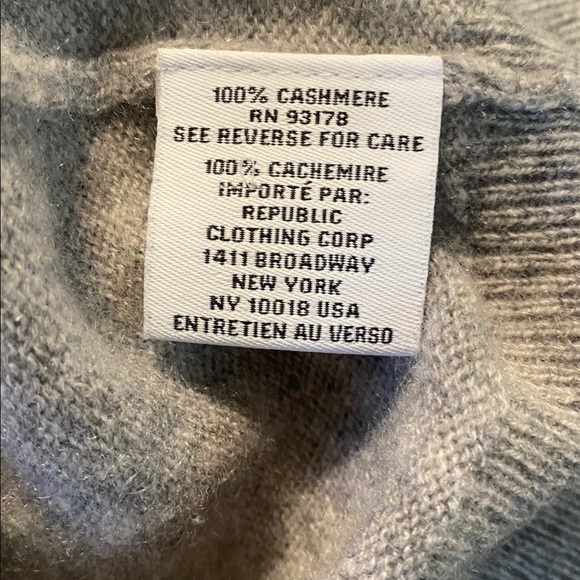 100% CASHMERE
RN 93178
SEE REVERSE FOR CARE
100% CACHEMIRE
IMPORTÉ PAR:
REPUBLIC
CLOTHING CORP
1411 BROADWAY
NEW YORK
NY 10018 USA
ENTRETIEN AU VERSO